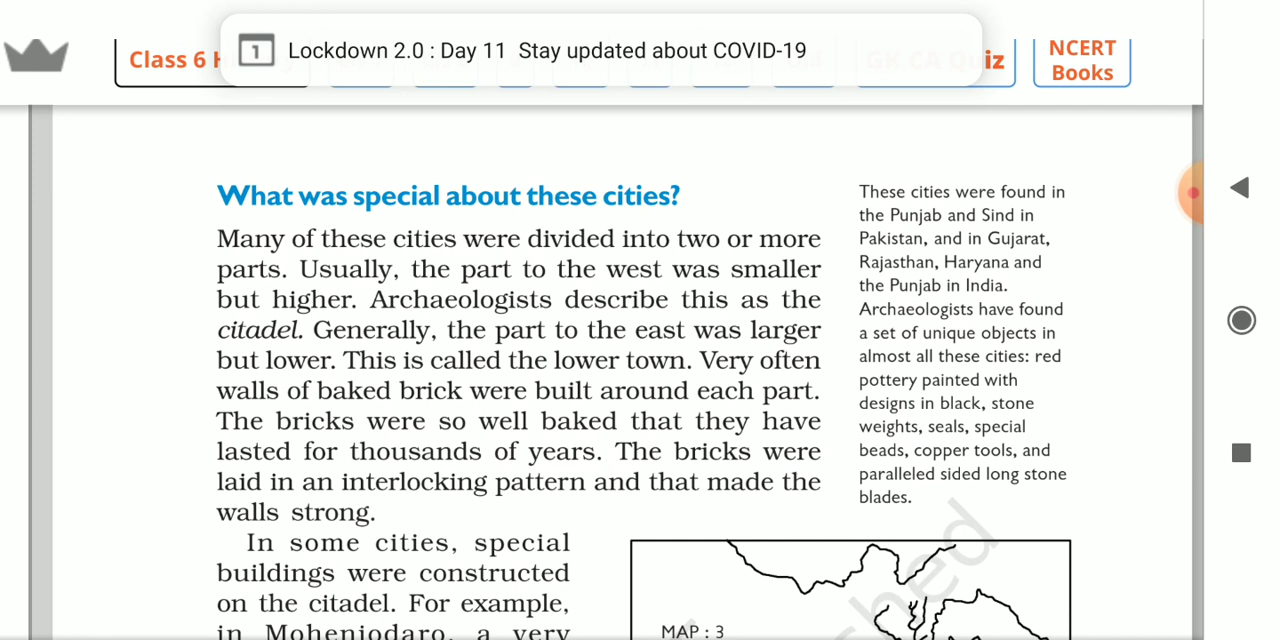 Lockdown 2.0 : Day 11 Stay updated about COVID-19
1
Class 6 H
iz
NCERT
Books
What was special about these cities?
Many of these cities were divided into two or more
parts. Usually, the part to the west was smaller
but higher. Archaeologists describe this as the
citadel. Generally, the part to the east was larger
but lower. This is called the lower town. Very often
walls of baked brick were built around each part.
The bricks were so well baked that they have
lasted for thousands of years. The bricks were
laid in an interlocking pattern and that made the
walls strong.
In some cities, special
buildings were constructed
on the citadel. For example,
in Mohenjodaro, a very
These cities were found in
the Punjab and Sind in
Pakistan, and in Gujarat,
Rajasthan, Haryana and
the Punjab in India.
Archaeologists have found
a set of unique objects in
almost all these cities: red
pottery painted with
designs in black, stone
weights, seals, special
beads, copper tools, and
paralleled sided long stone
blades.
MAP : 3
hed